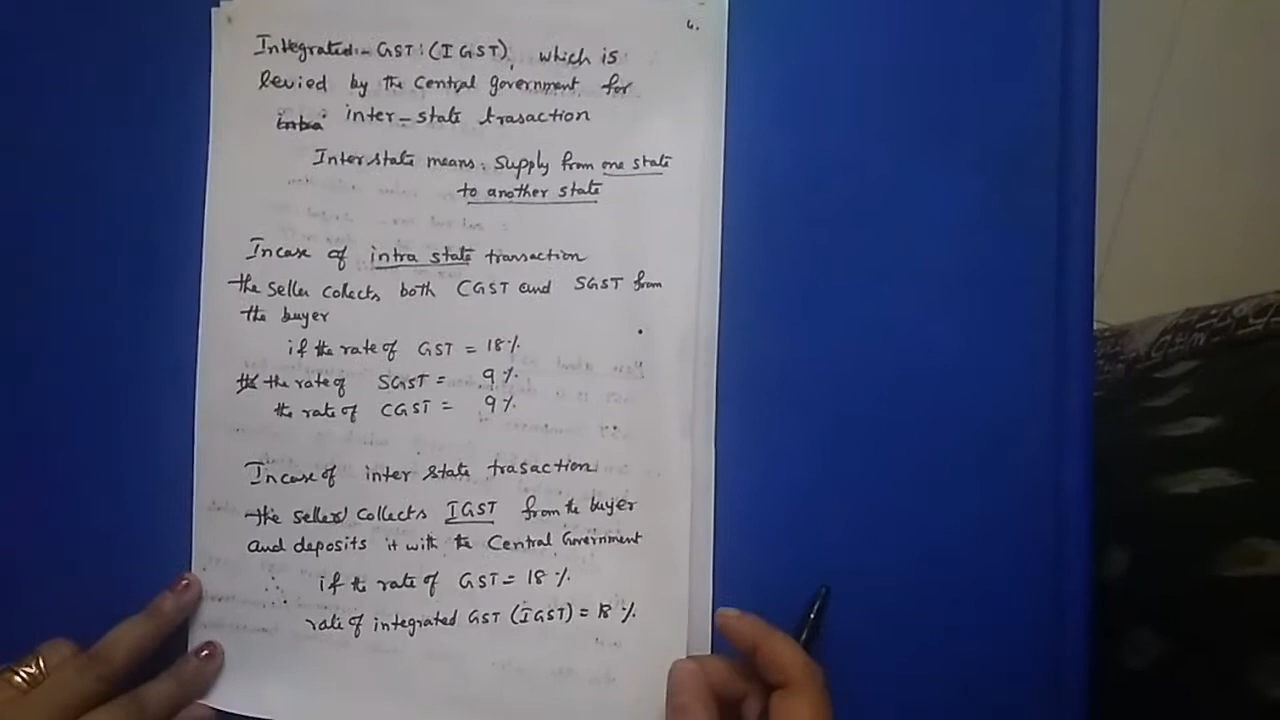 4.
Integrated:- GST: (IGST), which is
levied by the Central government for
intra inter-state trasaction
Interstate means: Supply from one state
to another state
Incase of intra state transaction
the seller collects both CGST and SGST from
the buyer
if the rate of GST = 18%
the rate of SGST = 9%
the rate of CGST = 9%
Incase of inter state trasaction
the seller collects IGST from the buyer
and deposits it with the Central Government
if the rate of GST = 18%
rate of integrated GST (IGST) = 18%